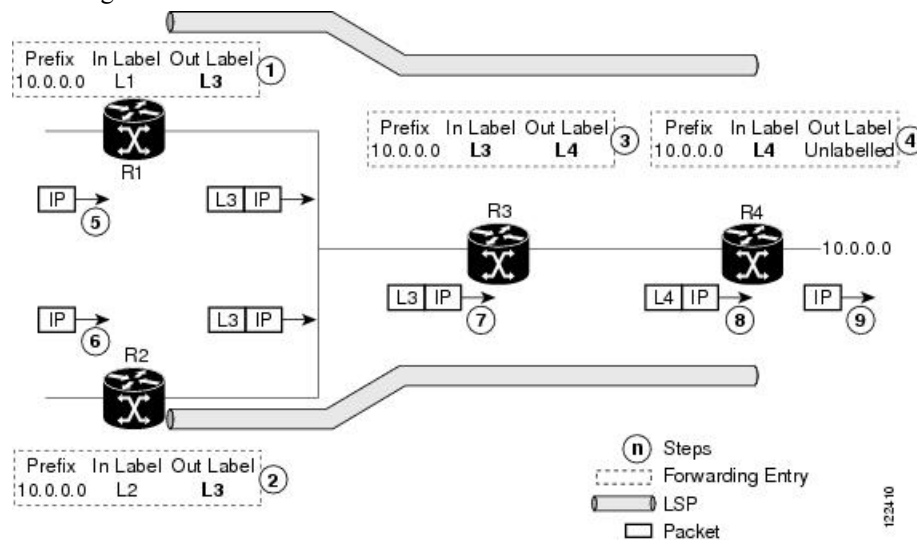 Prefix In Label Out Label
10.0.0.0 L1 L3
1
R1
Prefix In Label Out Label
10.0.0.0 L3 L4
3
Prefix In Label Out Label
10.0.0.0 L4 Unlabelled
4
IP
5
L3 IP
R3
R4
10.0.0.0
L3 IP
7
L4 IP
8
IP
9
IP
6
L3 IP
R2
Prefix In Label Out Label
10.0.0.0 L2 L3
2
n Steps
Forwarding Entry
LSP
Packet
122410